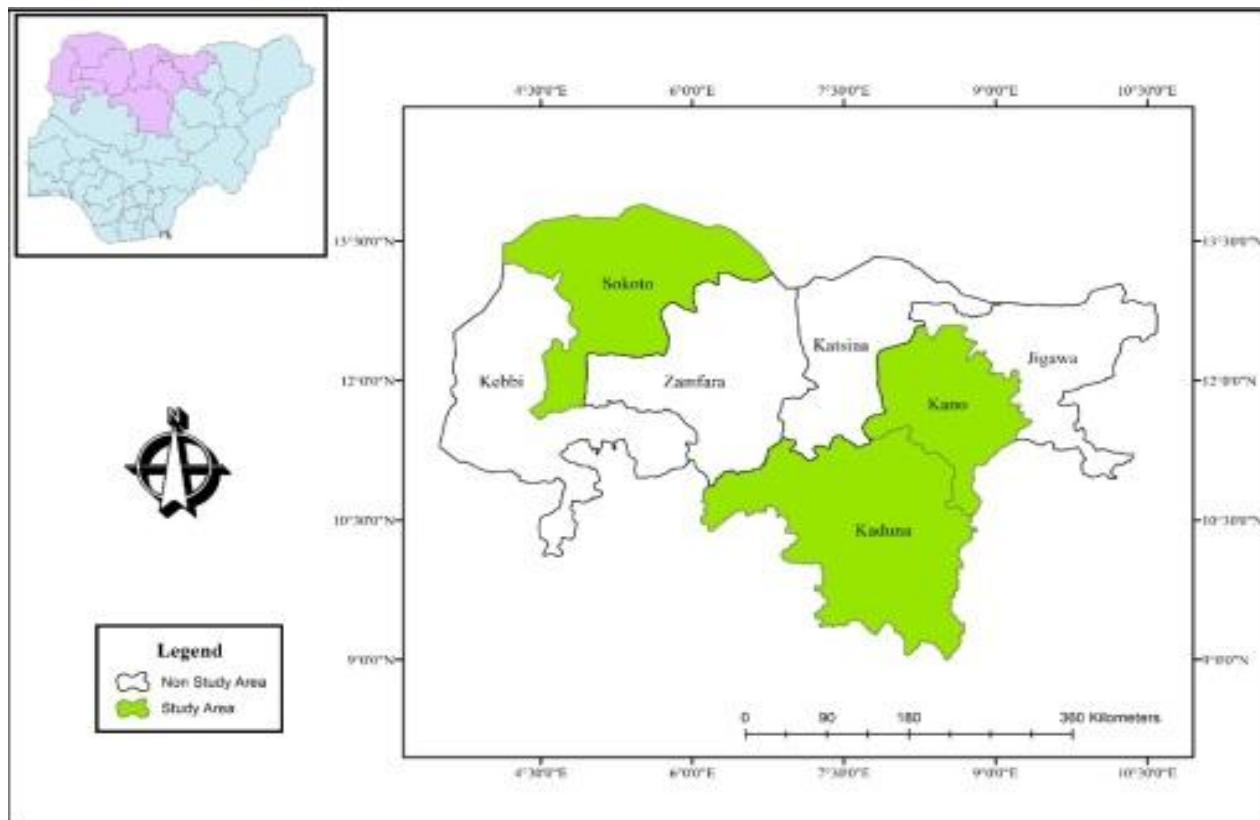 4°30'0"E 6°0'0"E 7°30'0"E 9°0'0"E 10°30'0"E
13°30'0"N 13°30'0"N
Sokoto
Katsina
Jigawa
Kebbi
Zamfara
12°0'0"N 12°0'0"N
Kano
N
10°30'0"N 10°30'0"N
Kaduna
Legend
Non Study Area
Study Area
9°0'0"N 9°0'0"N
0 90 180 360 Kilometers
4°30'0"E 6°0'0"E 7°30'0"E 9°0'0"E 10°30'0"E